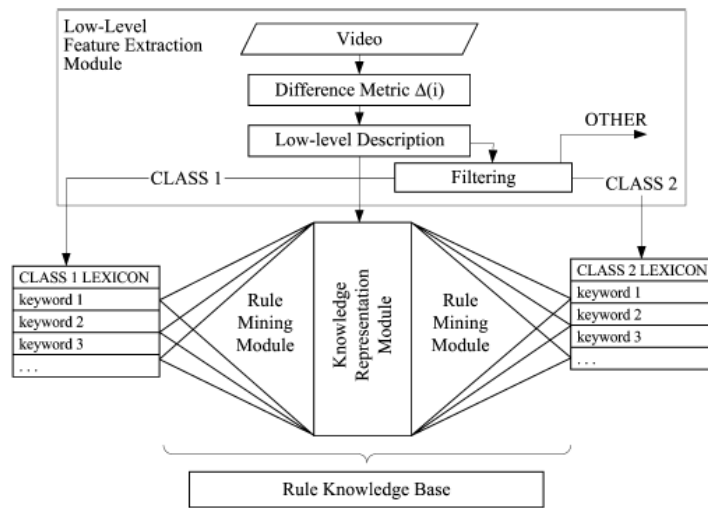 Low-Level
Feature Extraction
Module
Video
Difference Metric Δ(i)
Low-level Description
OTHER
Filtering
CLASS 1
CLASS 2
CLASS 1 LEXICON
keyword 1
keyword 2
keyword 3
. . .
Rule
Mining
Module
Knowledge
Representation
Module
Rule
Mining
Module
CLASS 2 LEXICON
keyword 1
keyword 2
keyword 3
. . .
Rule Knowledge Base